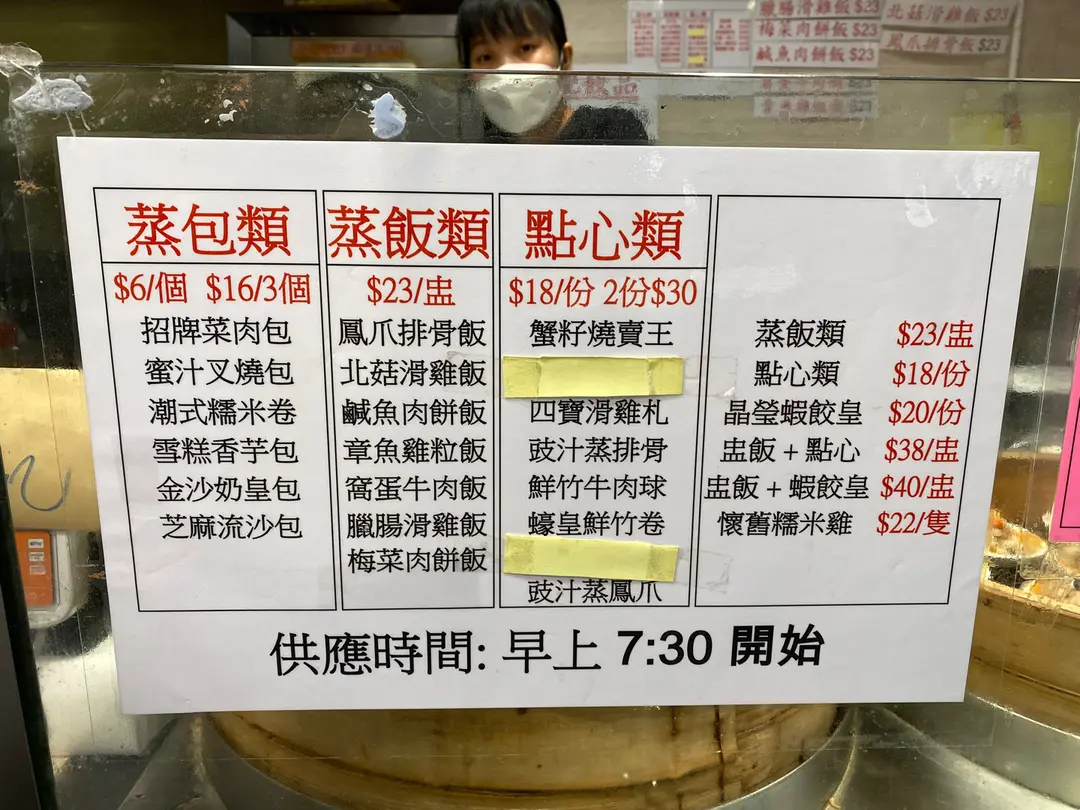 臘腸滑雞飯$23
梅菜肉餅飯$23
鹹魚肉餅飯$23
北菇滑雞飯$23
鳳爪排骨飯$23
蒸包類
$6/個 $16/3個
招牌菜肉包
蜜汁叉燒包
潮式糯米卷
雪糕香芋包
金沙奶皇包
芝麻流沙包
蒸飯類
$23/盅
鳳爪排骨飯
北菇滑雞飯
鹹魚肉餅飯
章魚雞粒飯
窩蛋牛肉飯
臘腸滑雞飯
梅菜肉餅飯
點心類
$18/份 2份$30
蟹籽燒賣王
四寶滑雞札
豉汁蒸排骨
鮮竹牛肉球
蠔皇鮮竹卷
豉汁蒸鳳爪
蒸飯類 $23/盅
點心類 $18/份
晶瑩蝦餃皇 $20/份
盅飯 + 點心 $38/盅
盅飯 + 蝦餃皇 $40/盅
懷舊糯米雞 $22/隻
供應時間: 早上 7:30 開始